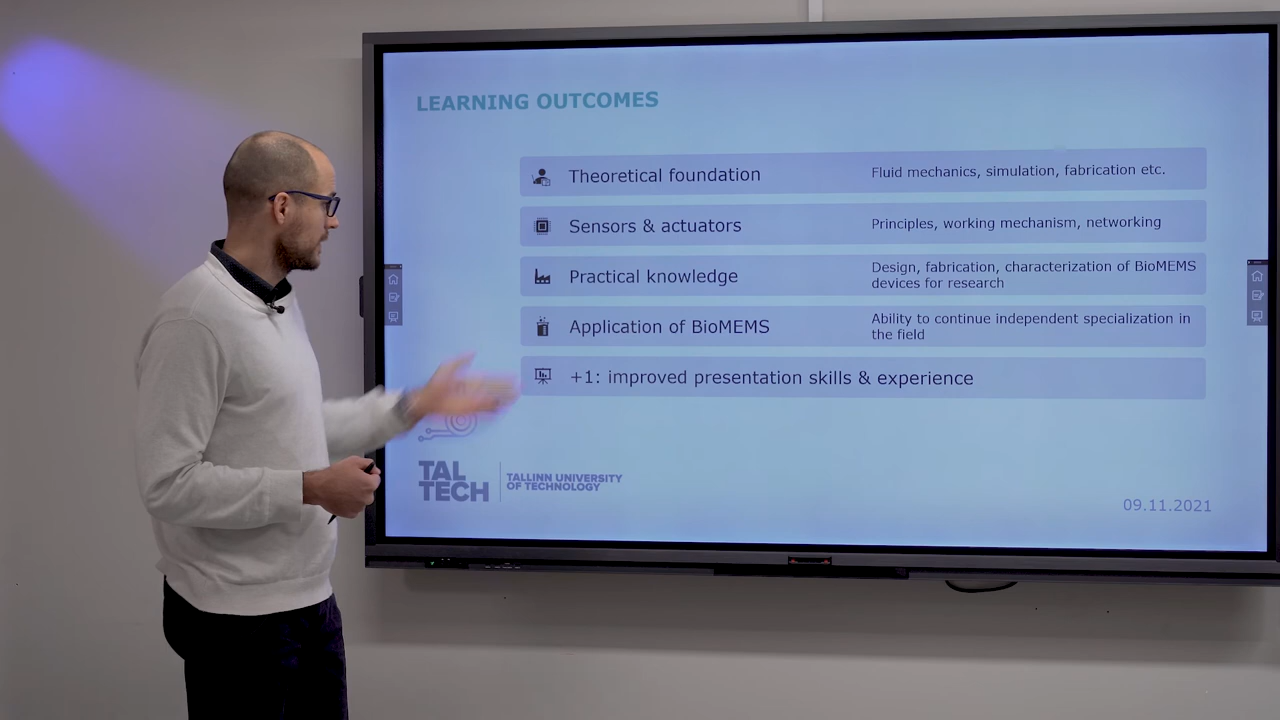 LEARNING OUTCOMES
Theoretical foundation
Fluid mechanics, simulation, fabrication etc.
Sensors & actuators
Principles, working mechanism, networking
Practical knowledge
Design, fabrication, characterization of BioMEMS
devices for research
Application of BioMEMS
Ability to continue independent specialization in
the field
+1: improved presentation skills & experience
TAL
TECH
TALLINN UNIVERSITY
OF TECHNOLOGY
09.11.2021